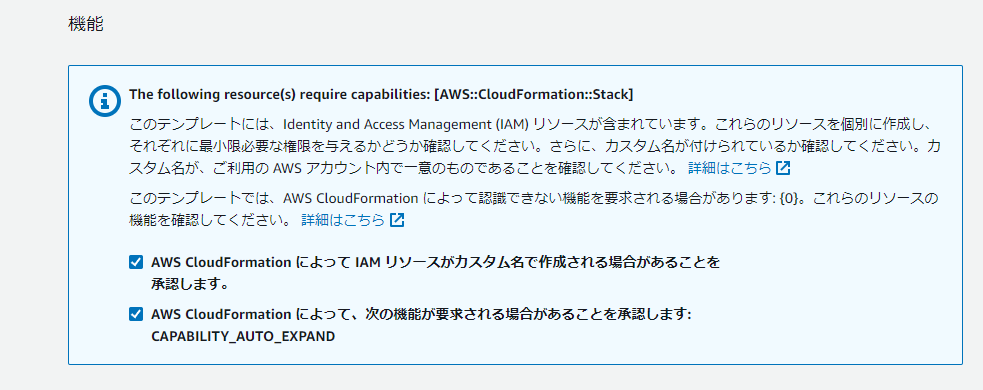 機能
The following resource(s) require capabilities: [AWS::CloudFormation::Stack]
このテンプレートには、Identity and Access Management (IAM) リソースが含まれています。これらのリソースを個別に作成し、
それぞれに最小限必要な権限を与えるかどうか確認してください。さらに、カスタム名が付けられているか確認してください。カ
スタム名が、ご利用の AWS アカウント内で一意のものであることを確認してください。 詳細はこちら
このテンプレートでは、AWS CloudFormation によって認識できない機能を要求される場合があります: {0}。これらのリソースの
機能を確認してください。 詳細はこちら
AWS CloudFormation によって IAM リソースがカスタム名で作成される場合があることを
承認します。
AWS CloudFormation によって、次の機能が要求される場合があることを承認します:
CAPABILITY_AUTO_EXPAND